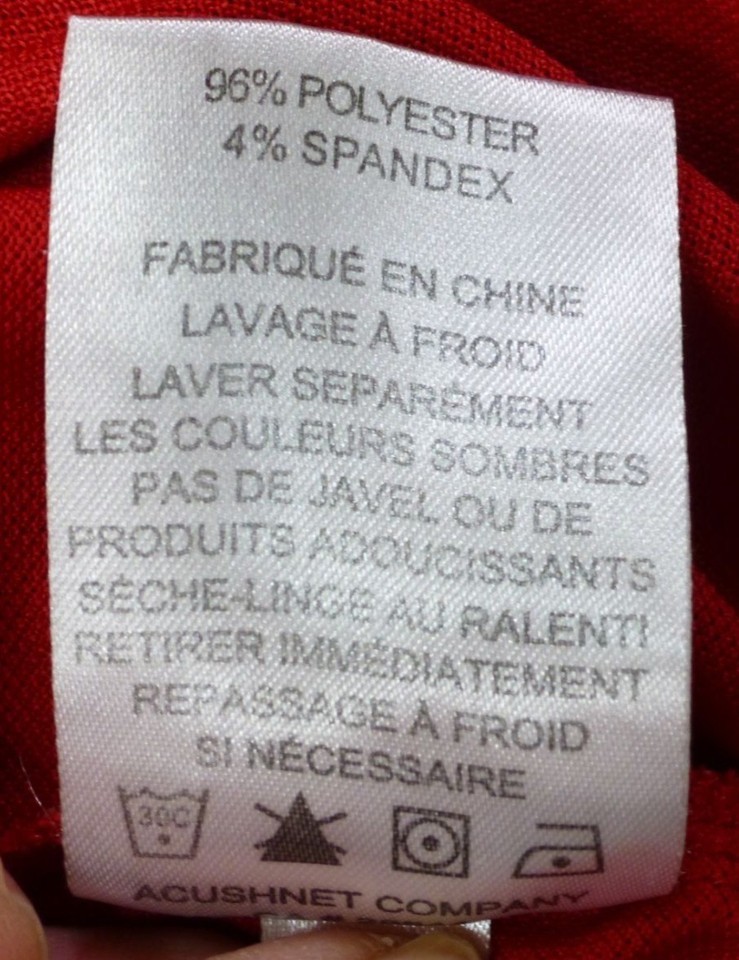 96% POLYESTER
4% SPANDEX
FABRIQUÉ EN CHINE
LAVAGE À FROID
LAVER SEPARÉMENT
LES COULEURS SOMBRES
PAS DE JAVEL OU DE
PRODUITS ADOUCISSANTS
SÈCHE-LINGE AU RALENTI
RETIRER IMMÉDIATEMENT
REPASSAGE À FROID
SI NÉCESSAIRE
30C
ACUSHNET COMPANY